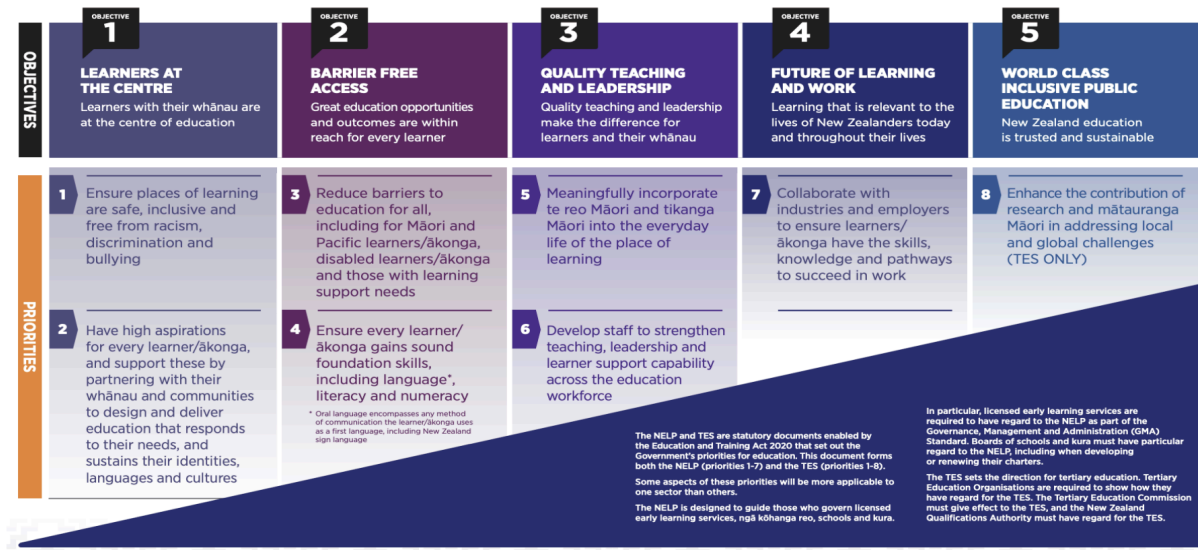 OBJECTIVES
OBJECTIVE
1
LEARNERS AT
THE CENTRE
Learners with their whānau are
at the centre of education
OBJECTIVE
2
BARRIER FREE
ACCESS
Great education opportunities
and outcomes are within
reach for every learner
OBJECTIVE
3
QUALITY TEACHING
AND LEADERSHIP
Quality teaching and leadership
make the difference for
learners and their whānau
OBJECTIVE
4
FUTURE OF LEARNING
AND WORK
Learning that is relevant to the
lives of New Zealanders today
and throughout their lives
OBJECTIVE
5
WORLD CLASS
INCLUSIVE PUBLIC
EDUCATION
New Zealand education
is trusted and sustainable
PRIORITIES
1
Ensure places of learning
are safe, inclusive and
free from racism,
discrimination and
bullying
2
Have high aspirations
for every learner/ākonga,
and support these by
partnering with their
whānau and communities
to design and deliver
education that responds
to their needs, and
sustains their identities,
languages and cultures
3
Reduce barriers to
education for all,
including for Māori and
Pacific learners/ākonga,
disabled learners/ākonga
and those with learning
support needs
4
Ensure every learner/
ākonga gains sound
foundation skills,
including language*,
literacy and numeracy
* Oral language encompasses any method
of communication the learner/ākonga uses
as a first language, including New Zealand
sign language
5
Meaningfully incorporate
te reo Māori and tikanga
Māori into the everyday
life of the place of
learning
6
Develop staff to strengthen
teaching, leadership and
learner support capability
across the education
workforce
7
Collaborate with
industries and employers
to ensure learners/
ākonga have the skills,
knowledge and pathways
to succeed in work
8
Enhance the contribution of
research and mātauranga
Māori in addressing local
and global challenges
(TES ONLY)
The NELP and TES are statutory documents enabled by
the Education and Training Act 2020 that set out the
Government's priorities for education. This document forms
both the NELP (priorities 1-7) and the TES (priorities 1-8).
Some aspects of these priorities will be more applicable to
one sector than others.
The NELP is designed to guide those who govern licensed
early learning services, ngā kōhanga reo, schools and kura.
In particular, licensed early learning services are
required to have regard to the NELP as part of the
Governance, Management and Administration (GMA)
Standard. Boards of schools and kura must have particular
regard to the NELP, including when developing
or renewing their charters.
The TES sets the direction for tertiary education. Tertiary
Education Organisations are required to show how they
have regard for the TES. The Tertiary Education Commission
must give effect to the TES, and the New Zealand
Qualifications Authority must have regard for the TES.